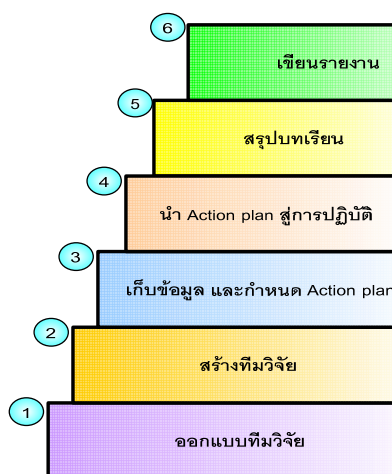 6
เขียนรายงาน
5
สรุปบทเรียน
4
นำ Action plan สู่การปฏิบัติ
3
เก็บข้อมูล และกำหนด Action plan
2
สร้างทีมวิจัย
1
ออกแบบทีมวิจัย